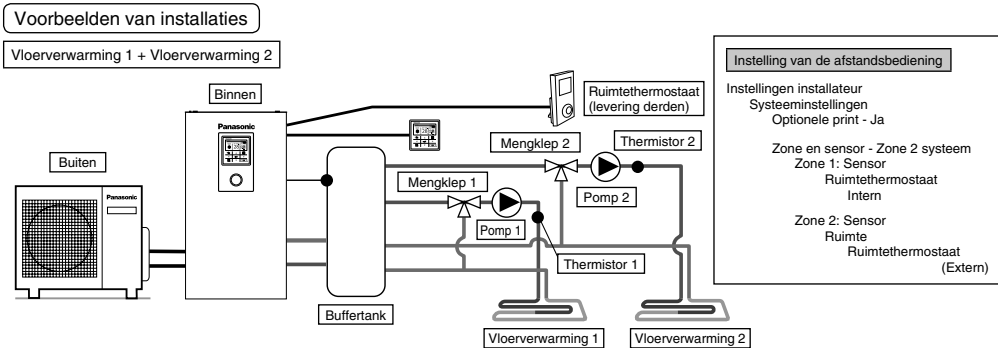 Voorbeelden van installaties
Vloerverwarming 1 + Vloerverwarming 2
Buiten
Panasonic
Binnen
Panasonic
Ruimtethermostaat
(levering derden)
Mengklep 2
Thermistor 2
Mengklep 1
Pomp 2
Pomp 1
Thermistor 1
Buffertank
Vloerverwarming 1
Vloerverwarming 2
Instelling van de afstandsbediening
Instellingen installateur
Systeeminstellingen
Optionele print - Ja
Zone en sensor - Zone 2 systeem
Zone 1: Sensor
Ruimtethermostaat
Intern
Zone 2: Sensor
Ruimte
Ruimtethermostaat
(Extern)